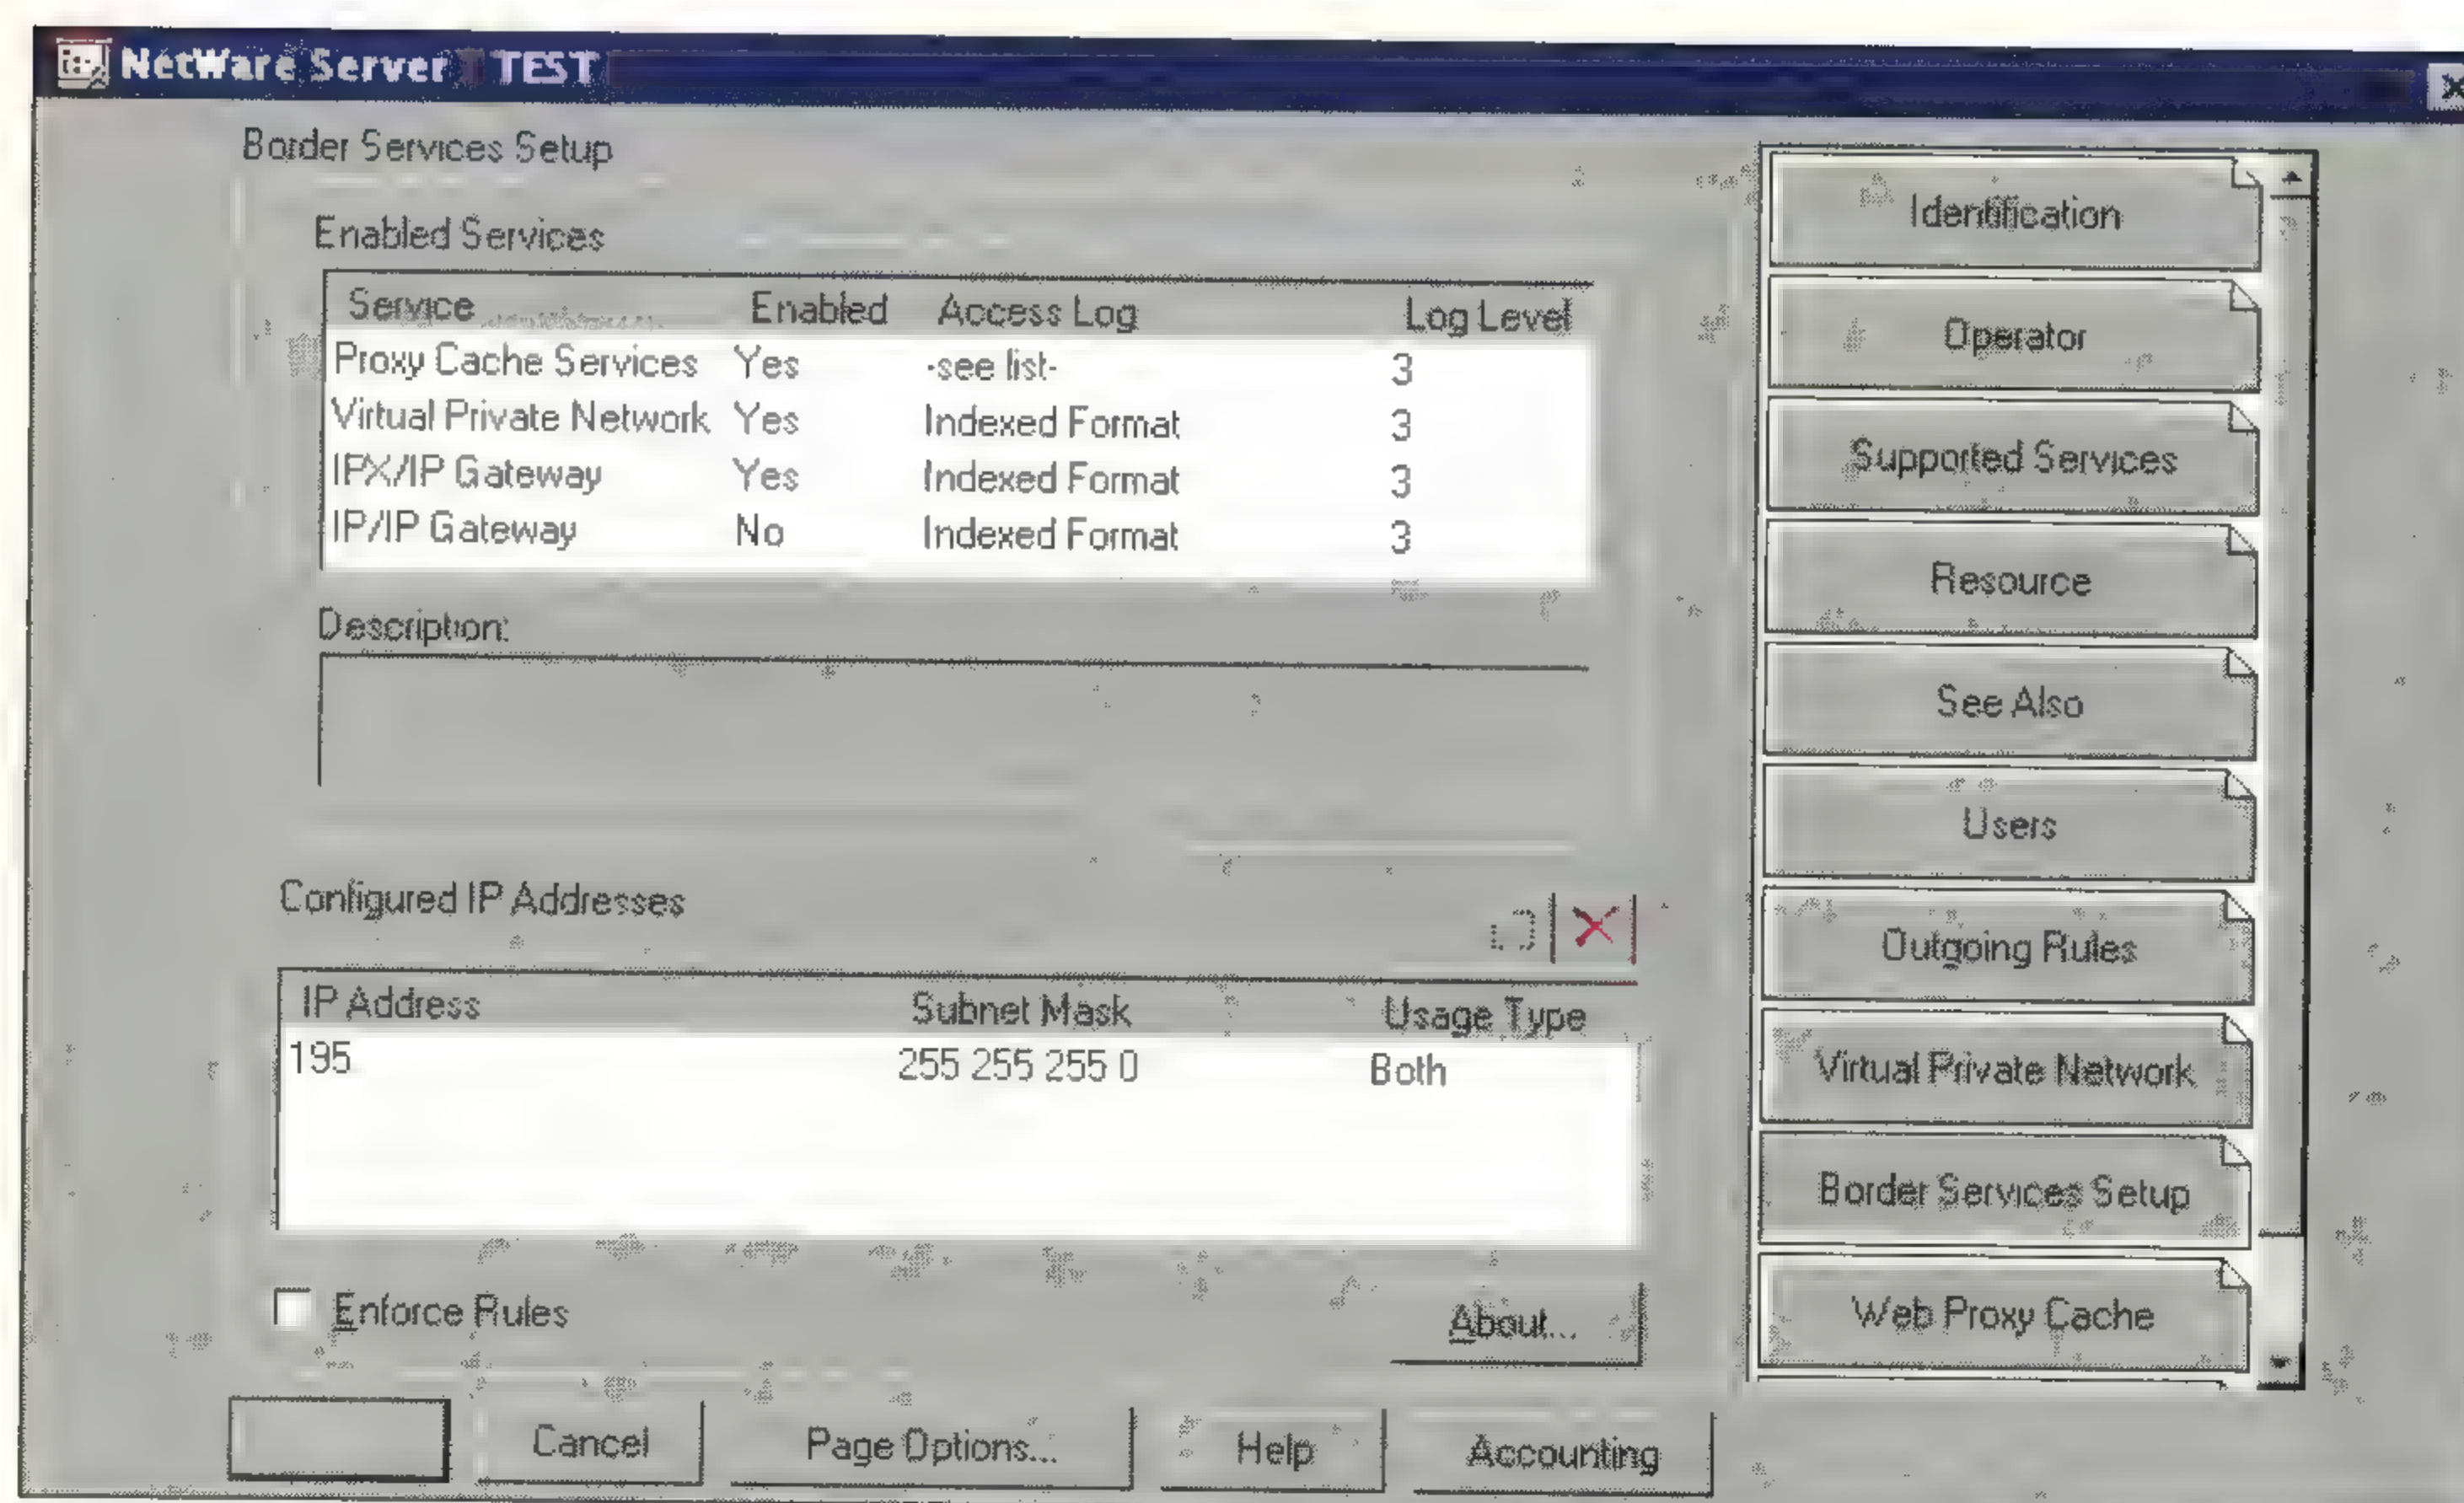 NetWare Server TEST
Border Services Setup
Enabled Services
Service Enabled Access Log Log Level
Proxy Cache Services Yes -see list- 3
Virtual Private Network Yes Indexed Format 3
IPX/IP Gateway Yes Indexed Format 3
IP/IP Gateway No Indexed Format 3
Description:
Configured IP Addresses
IP Address Subnet Mask Usage Type
195 255 255 255 0 Both
Enforce Rules
About...
Cancel Page Options... Help Accounting
Identification
Operator
Supported Services
Resource
See Also
Users
Outgoing Rules
Virtual Private Network
Border Services Setup
Web Proxy Cache